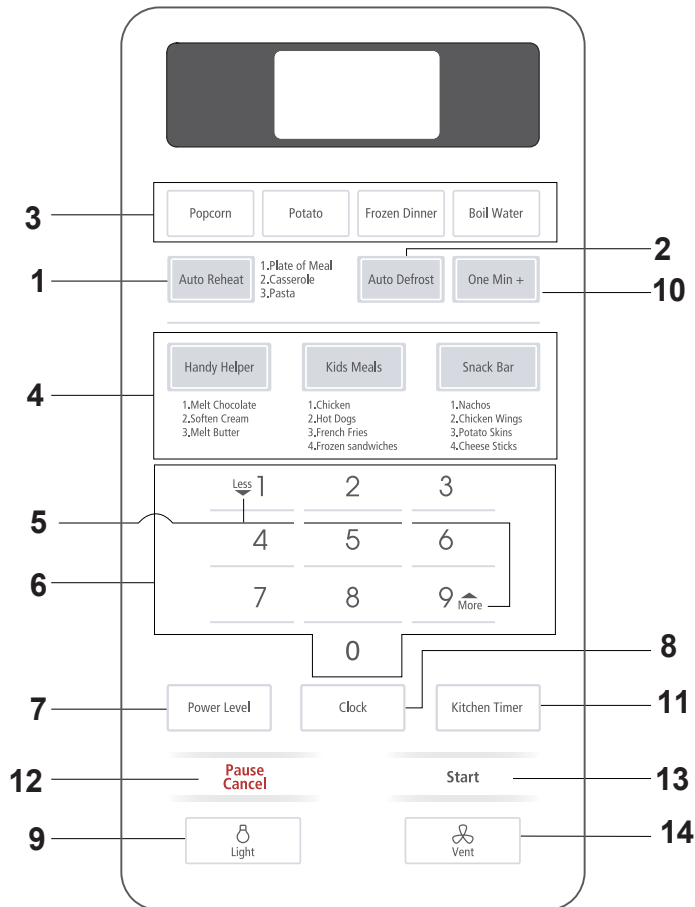 3
Popcorn
Potato
Frozen Dinner
Boil Water
2
1
Auto Reheat
1.Plate of Meal
2.Casserole
3.Pasta
Auto Defrost
One Min +
10
4
Handy Helper
Kids Meals
Snack Bar
1.Melt Chocolate
2.Soften Cream
3.Melt Butter
1.Chicken
2.Hot Dogs
3.French Fries
4.Frozen sandwiches
1.Nachos
2.Chicken Wings
3.Potato Skins
4.Cheese Sticks
Less 1
2
3
5
4
5
6
6
7
8
9 More
0
8
7
Power Level
Clock
Kitchen Timer
11
12
Pause
Cancel
Start
13
9
Light
Vent
14